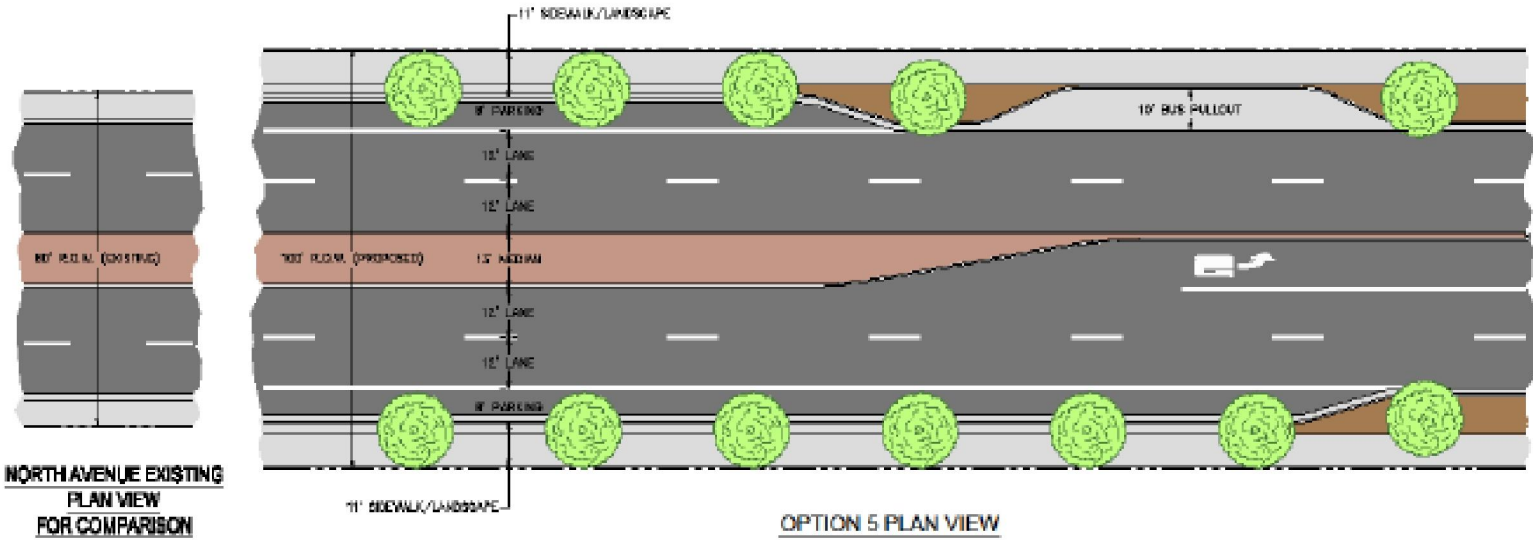 11' SIDEWALK/LANDSCAPE
8' PARKING
10' BUS PULLOUT
12' LANE
12' LANE
80' R.O.W. (EXISTING)
100' R.O.W. (PROPOSED)
MEDIAN
12' LANE
12' LANE
8' PARKING
11' SIDEWALK/LANDSCAPE
NORTH AVENUE EXISTING
PLAN VIEW
FOR COMPARISON
OPTION 5 PLAN VIEW